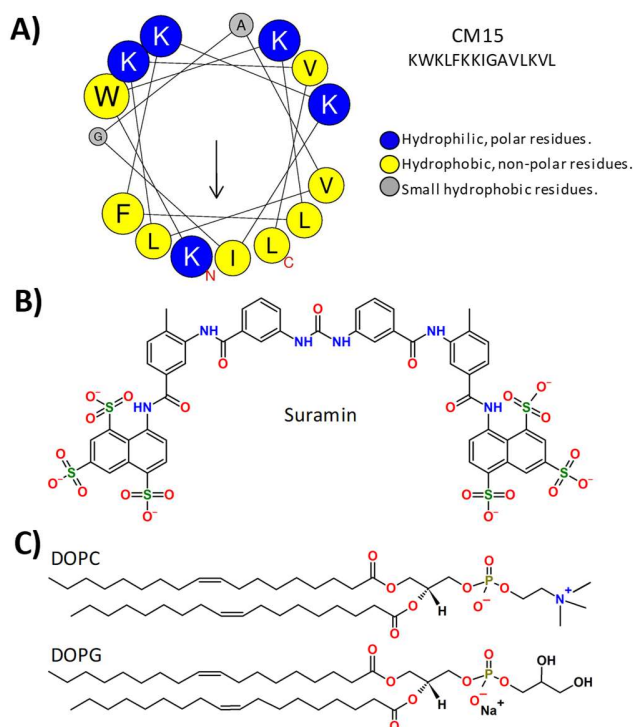 A)
CM15
KWKLFKKIGAVLKVL
A
K
K
K
V
W
K
G
V
F
L
L
K
N
I
L
C
Hydrophilic, polar residues.
Hydrophobic, non-polar residues.
Small hydrophobic residues.
B)
O
NH
NH
O
NH
NH
O
O⁻
O
S
O
HN
O
O
NH
O
S
O⁻
O
O
S
O⁻
O
Suramin
O
S
O
O⁻
O
S
O
O⁻
O
S
O
O⁻
C)
DOPC
O
O
O
P
O⁻
O
N⁺
O
H
O
DOPG
O
O
O
P
O⁻
O
OH
OH
Na⁺
O
H
O